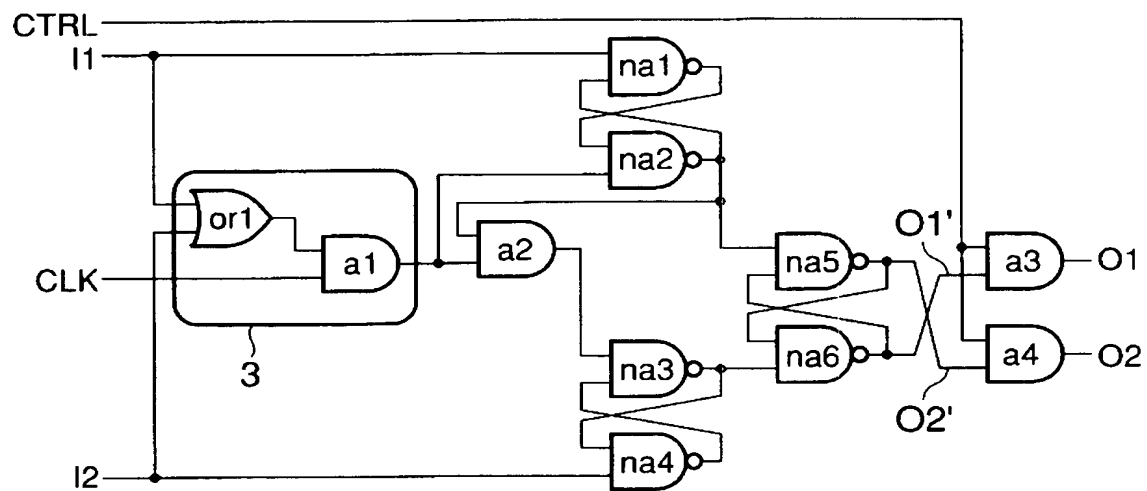 CTRL
I1
na1
na2
or1
a1
a2
CLK
3
na5
O1'
a3
O1
na3
na6
a4
O2
O2'
na4
I2